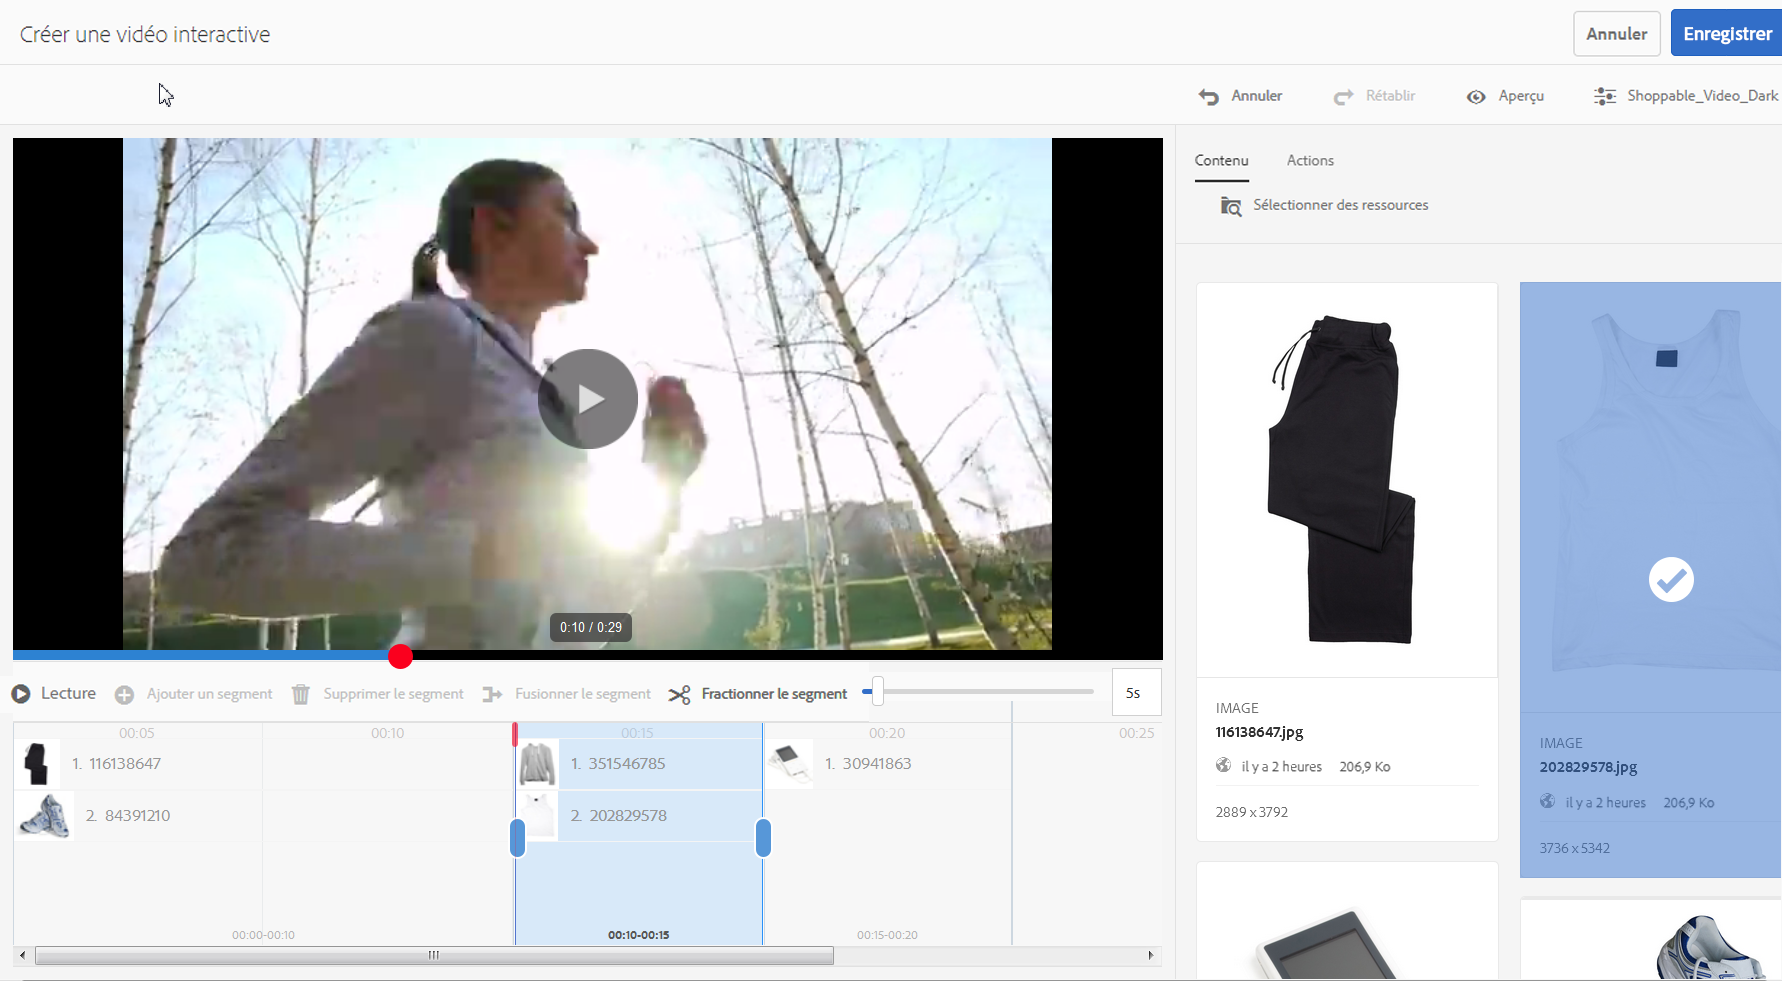 Créer une vidéo interactive
Annuler
Enregistrer
Annuler
Rétablir
Aperçu
Shoppable_Video_Dark
Contenu
Actions
Sélectionner des ressources
0:10 / 0:29
Lecture
Ajouter un segment
Supprimer le segment
Fusionner le segment
Fractionner le segment
5s
00:05
00:10
00:15
00:20
00:25
1. 116138647
1. 351546785
1. 30941863
2. 84391210
2. 202829578
00:00-00:10
00:10-00:15
00:15-00:20
IMAGE
116138647.jpg
il y a 2 heures 206,9 Ko
2889 x 3792
IMAGE
202829578.jpg
il y a 2 heures 206,9 Ko
3736 x 5342